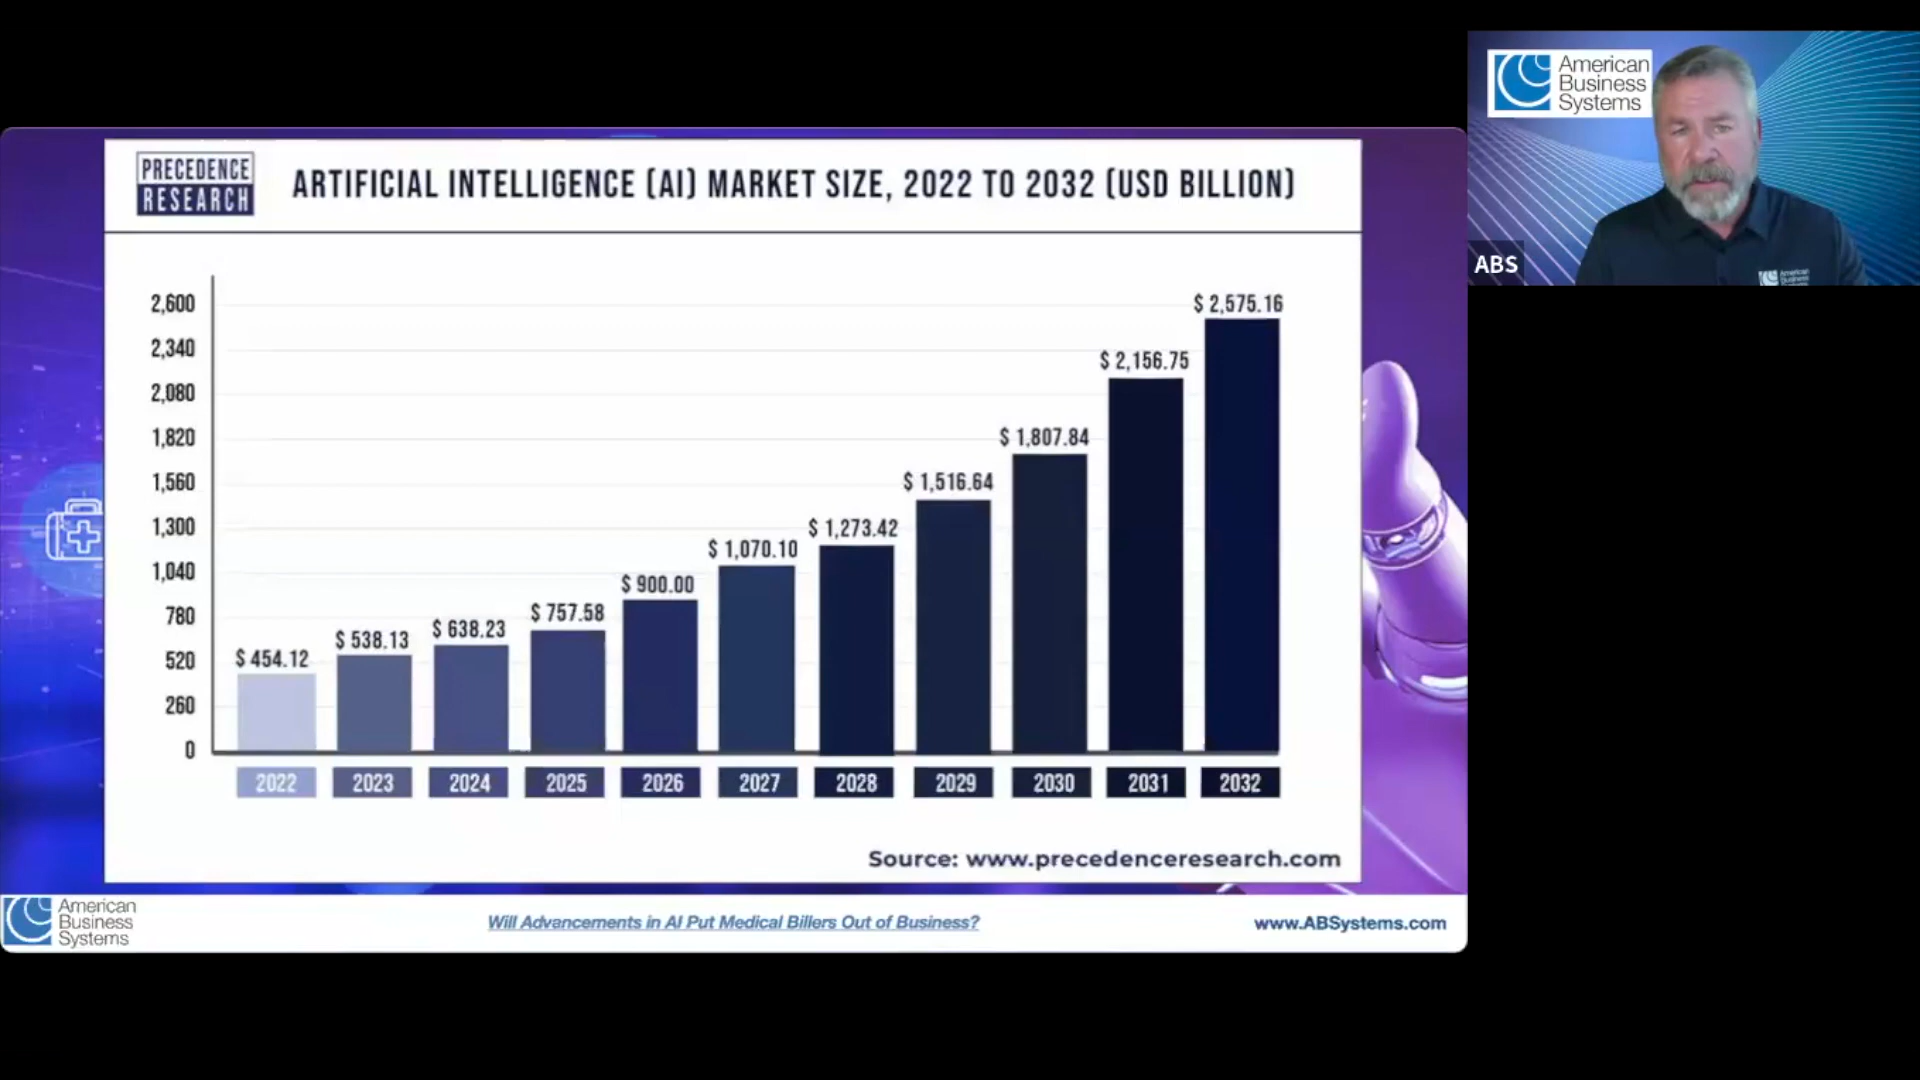 PRECEDENCE
RESEARCH
ARTIFICIAL INTELLIGENCE (AI) MARKET SIZE, 2022 TO 2032 (USD BILLION)
2,600
2,340
2,080
1,820
1,560
1,300
1,040
780
520
260
0
$ 454.12
$ 538.13
$ 638.23
$ 757.58
$ 900.00
$ 1,070.10
$ 1,273.42
$ 1,516.64
$ 1,807.84
$ 2,156.75
$ 2,575.16
2022 2023 2024 2025 2026 2027 2028 2029 2030 2031 2032
Source: www.precedenceresearch.com
American
Business
Systems
Will Advancements in AI Put Medical Billers Out of Business?
www.ABSystems.com
American
Business
Systems
ABS
American
Business